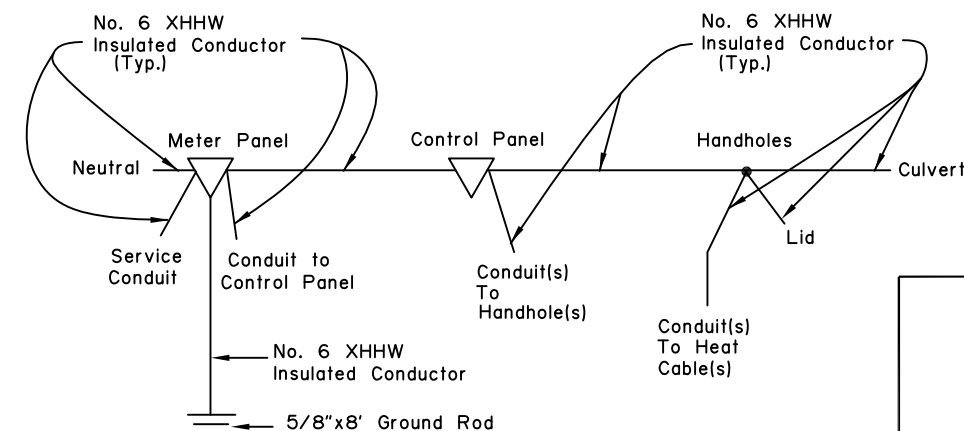 No. 6 XHHW
Insulated Conductor
(Typ.)
No. 6 XHHW
Insulated Conductor
(Typ.)
Meter Panel
Control Panel
Handholes
Neutral
Culvert
Service
Conduit
Conduit to
Control Panel
Lid
Conduit(s)
To
Handhole(s)
Conduit(s)
To Heat
Cable(s)
No. 6 XHHW
Insulated Conductor
5/8"x8' Ground Rod